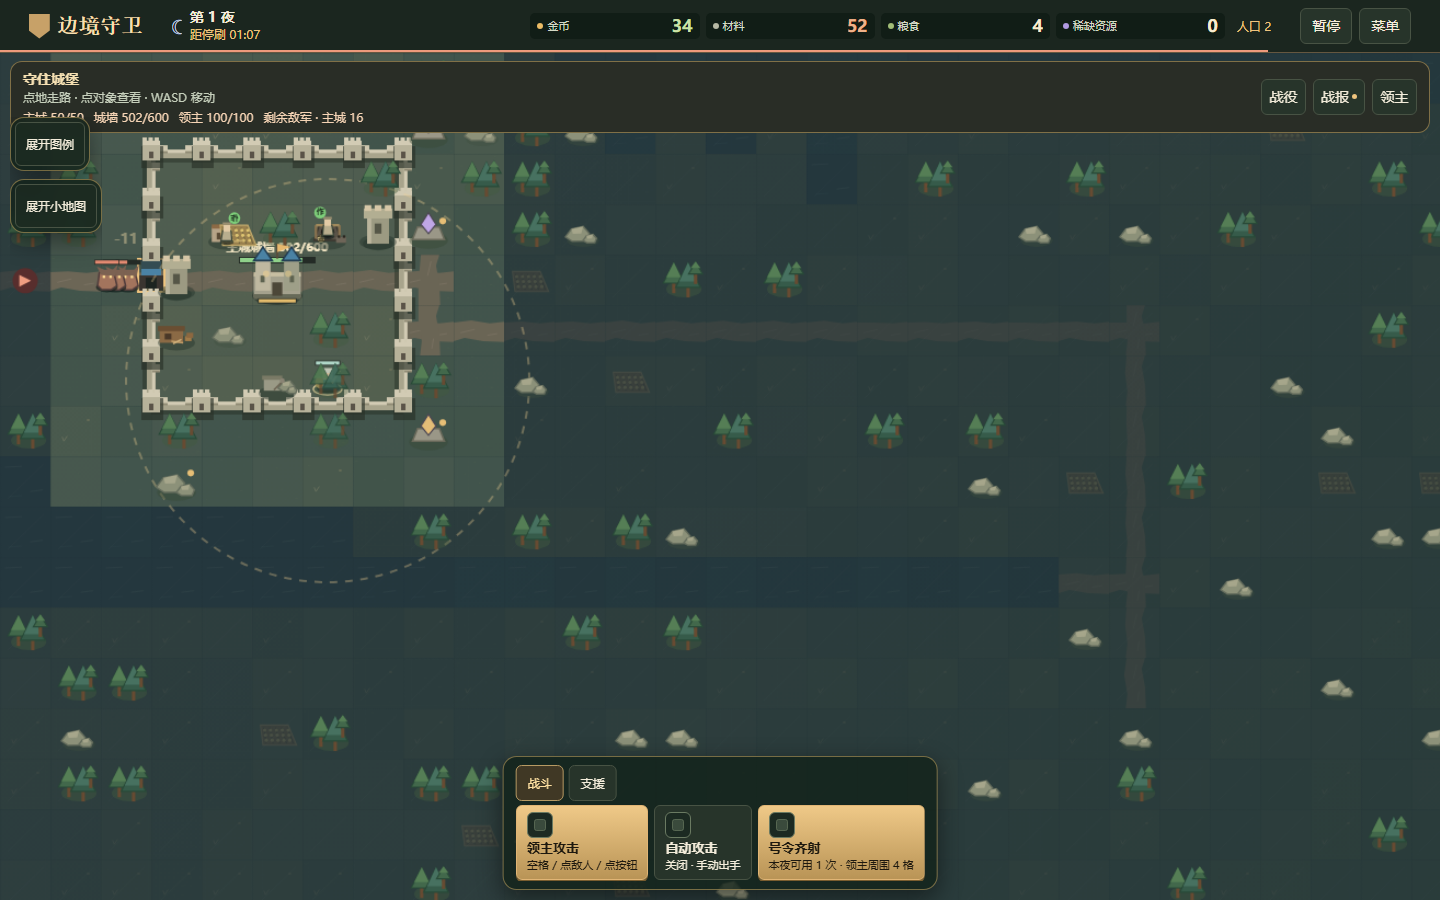 边境守卫
第 1 夜
距停刷 01:07
金币 34
材料 52
粮食 4
稀缺资源 0
人口 2
暂停
菜单
守住城堡
点地走路 · 点对象查看 · WASD 移动
主城 50/50 城墙 502/600 领主 100/100 剩余敌军 · 主城 16
战役
战报
领主
展开图例
展开小地图
-11
战斗
支援
领主攻击
空格 / 点敌人 / 点按钮
自动攻击
关闭 · 手动出手
号令齐射
本夜可用 1 次 · 领主周围 4 格